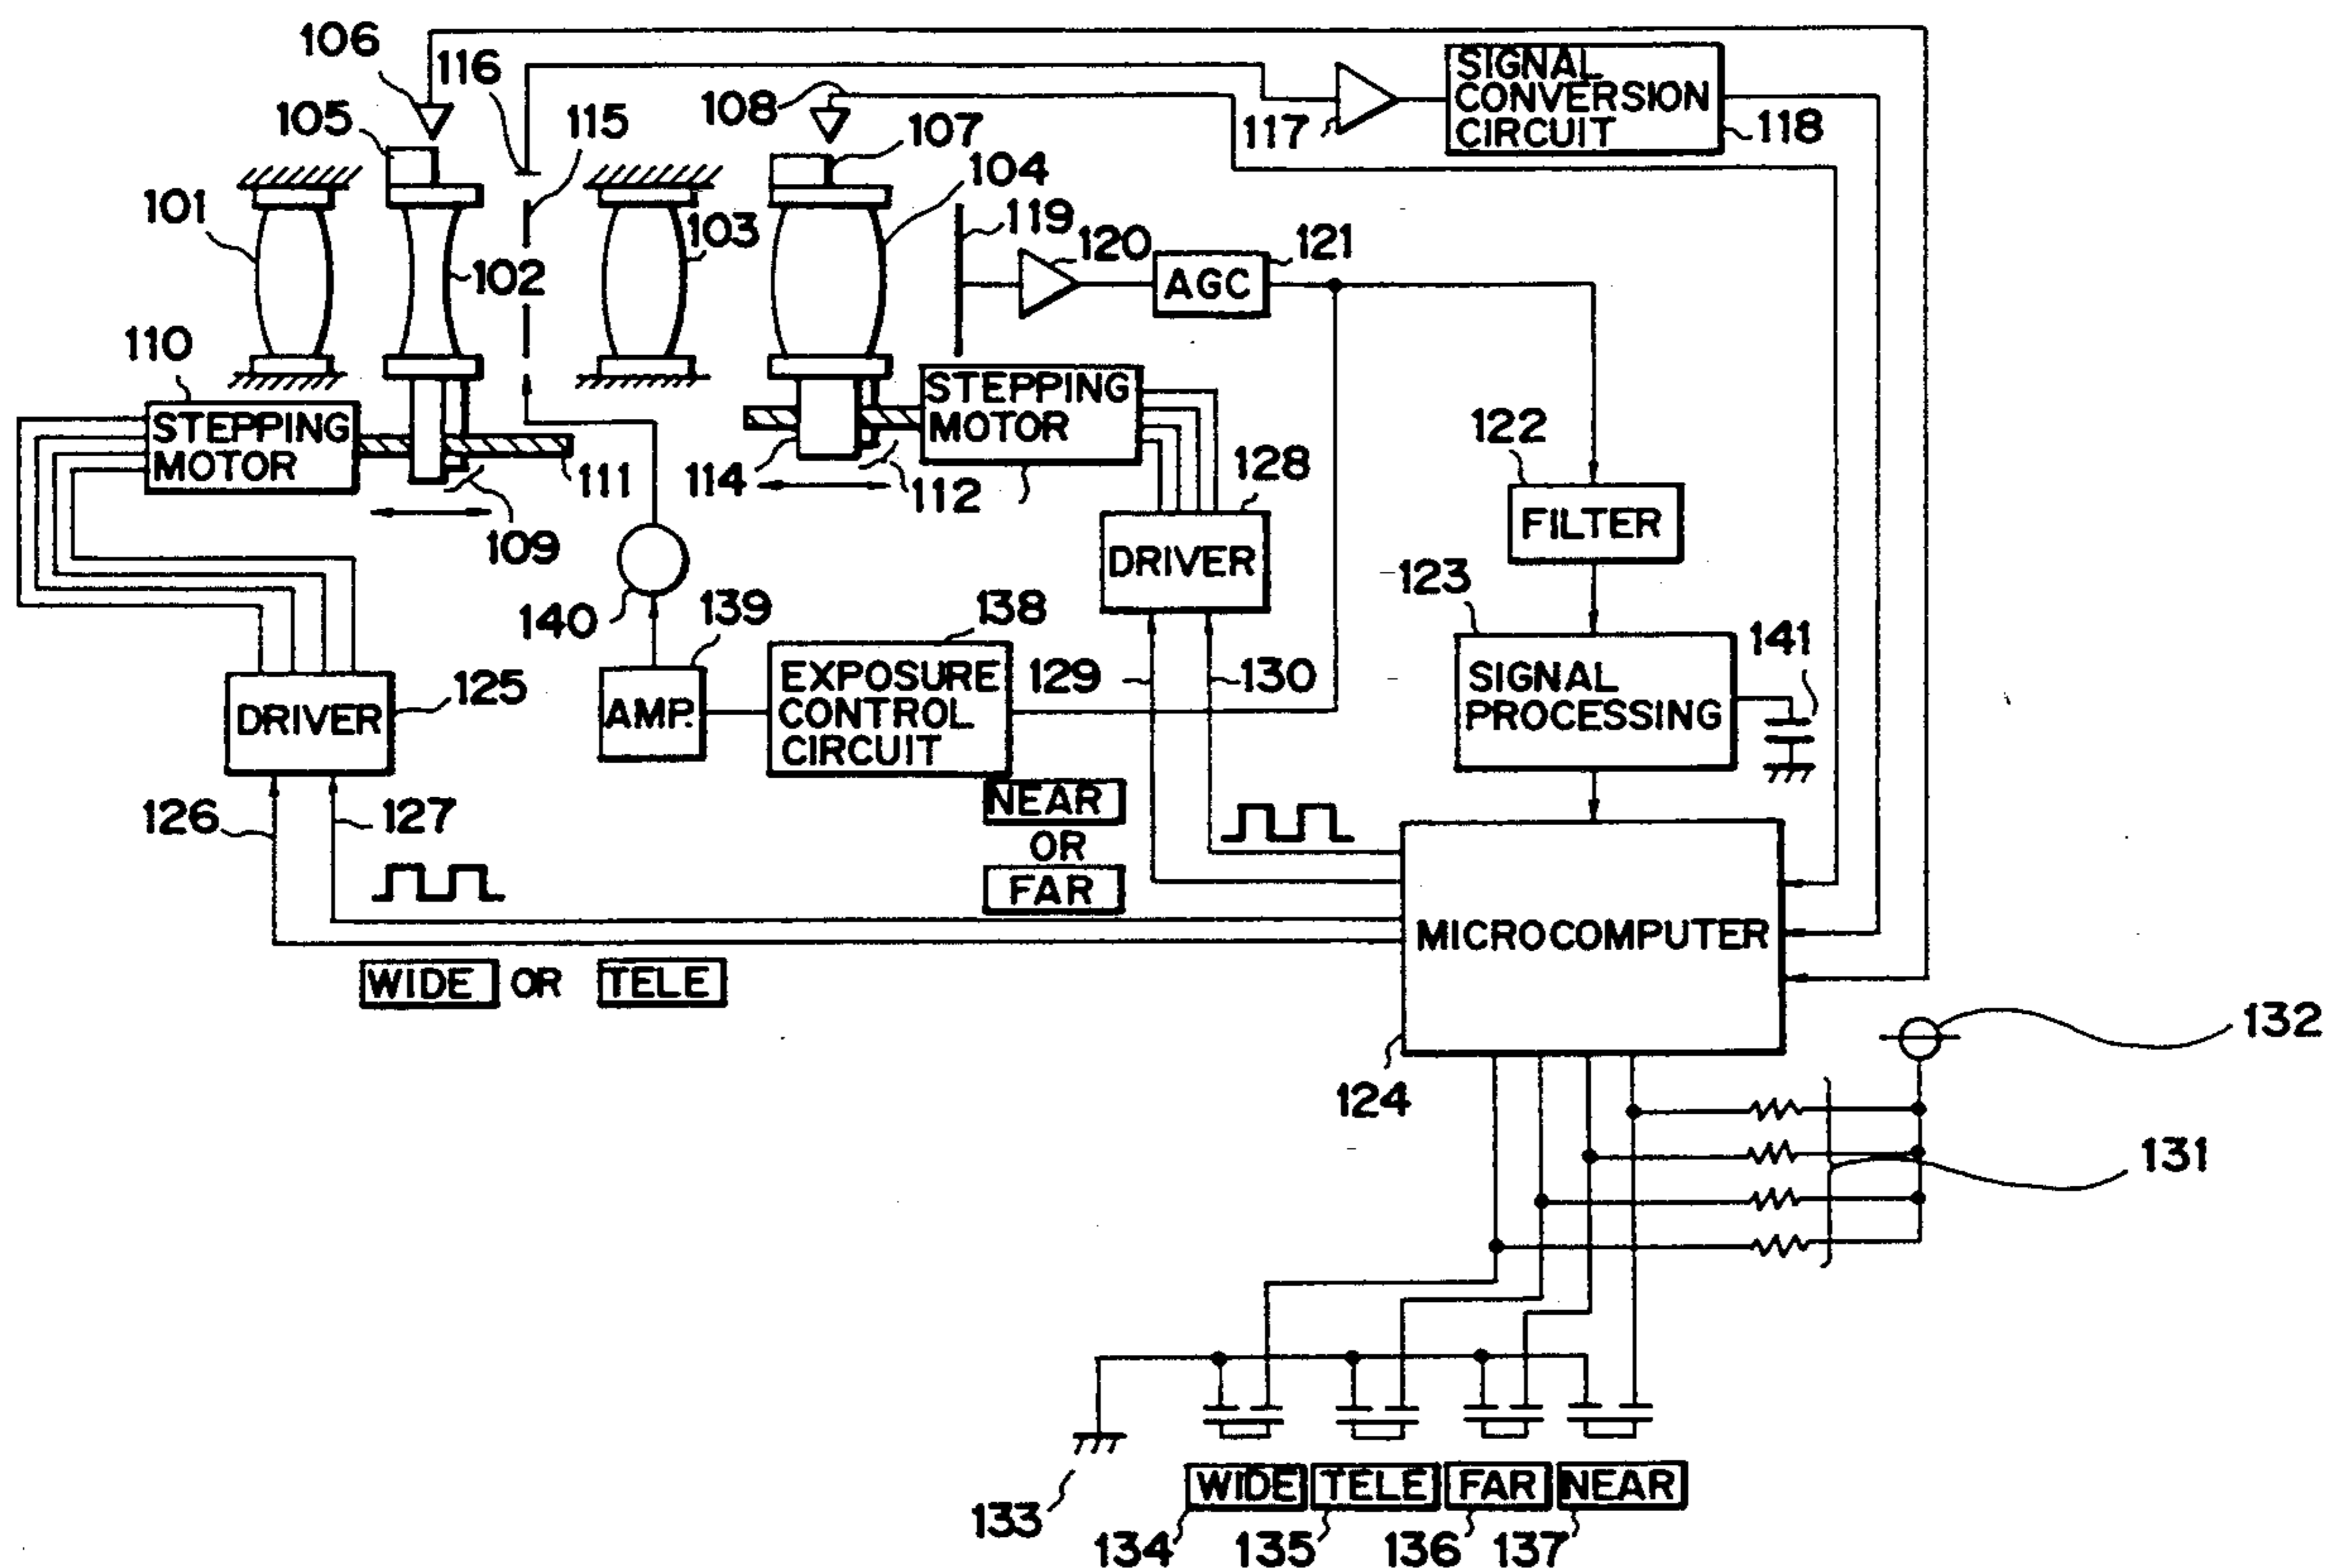 106
116
108
SIGNAL
CONVERSION
CIRCUIT
105
115
107
117
118
101
102
103
104
119
120
121
AGC
110
STEPPING
MOTOR
STEPPING
MOTOR
122
111
114
112
128
109
FILTER
DRIVER
123
140
139
138
141
125
DRIVER
AMP.
EXPOSURE
CONTROL
CIRCUIT
129
130
SIGNAL
PROCESSING
126
127
NEAR
OR
FAR
MICROCOMPUTER
WIDE OR TELE
132
124
131
133
WIDE TELE FAR NEAR
134 135 136 137